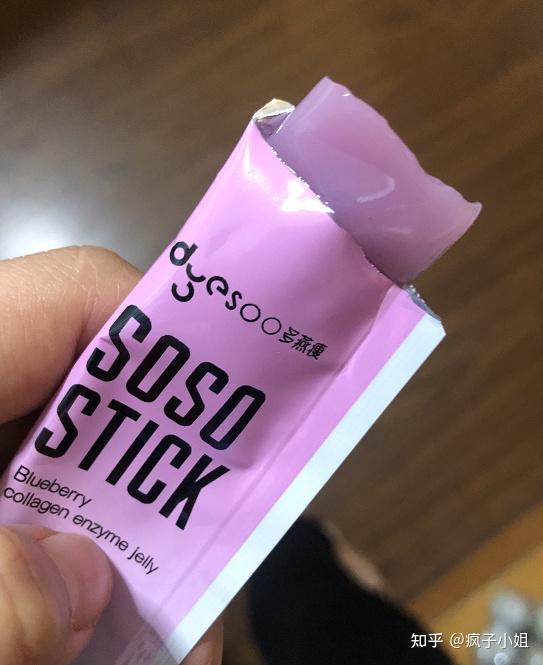 dyesoo多燕瘦
SOSO
STICK
Blueberry
collagen enzyme jelly
知乎 @疯子小姐